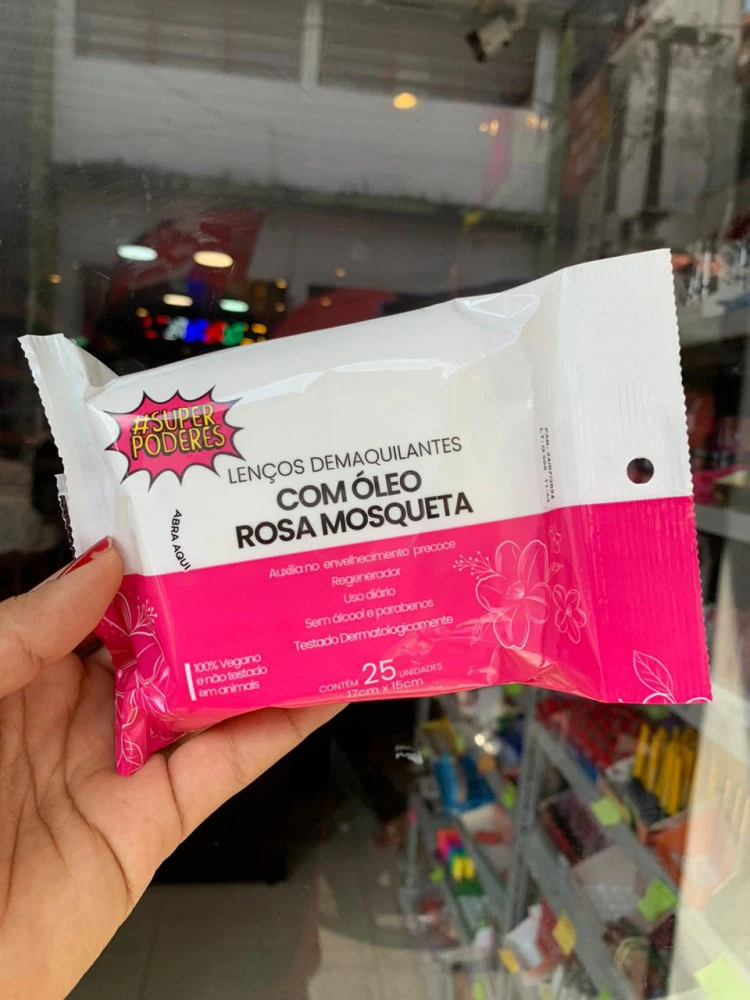 #SUPER
PODERES
LENÇOS DEMAQUILANTES
COM ÓLEO
ROSA MOSQUETA
ABRA AQUI
Auxilia no envelhecimento precoce
Regenerador
Uso diário
Sem álcool e parabenos
Testado Dermatologicamente
100% Vegano
e não testado
em animais
CONTÉM 25 UNIDADES
17cm x 15cm